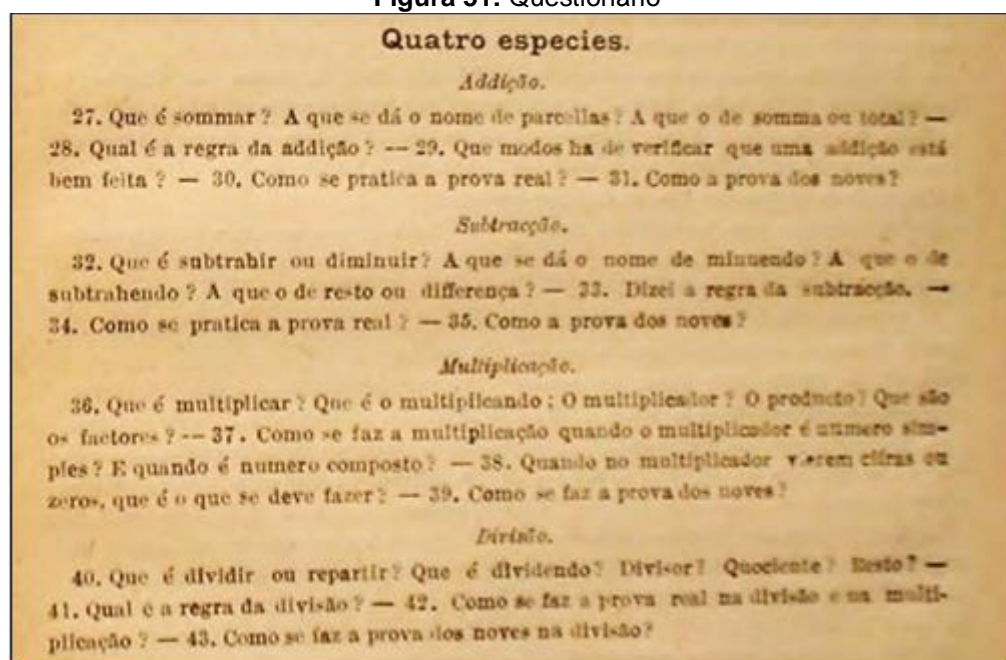 Figura 51. Questionário
Quatro especies.
Addição.
27. Que é sommar? A que se dá o nome de parcellas? A que o de somma ou total? —
28. Qual é a regra da addição? — 29. Que modos ha de verificar que uma addição está
bem feita? — 30. Como se pratica a prova real? — 31. Como a prova dos noves?
Subtracção.
32. Que é subtrahir ou diminuir? A que se dá o nome de minuendo? A que o de
subtrahendo? A que o de resto ou differença? — 33. Dizei a regra da subtracção. —
34. Como se pratica a prova real? — 35. Como a prova dos noves?
Multiplicação.
36. Que é multiplicar? Que é o multiplicando; O multiplicador? O producto? Que são
os factores? — 37. Como se faz a multiplicação quando o multiplicador é numero sim-
ples? E quando é numero composto? — 38. Quando no multiplicador cifras ou
zeros, que é o que se deve fazer? — 39. Como se faz a prova dos noves?
Divisão.
40. Que é dividir ou repartir? Que é dividendo? Divisor? Quociente? Resto? —
41. Qual é a regra da divisão? — 42. Como se faz a prova real na divisão e na multi-
plicação? — 43. Como se faz a prova dos noves na divisão?